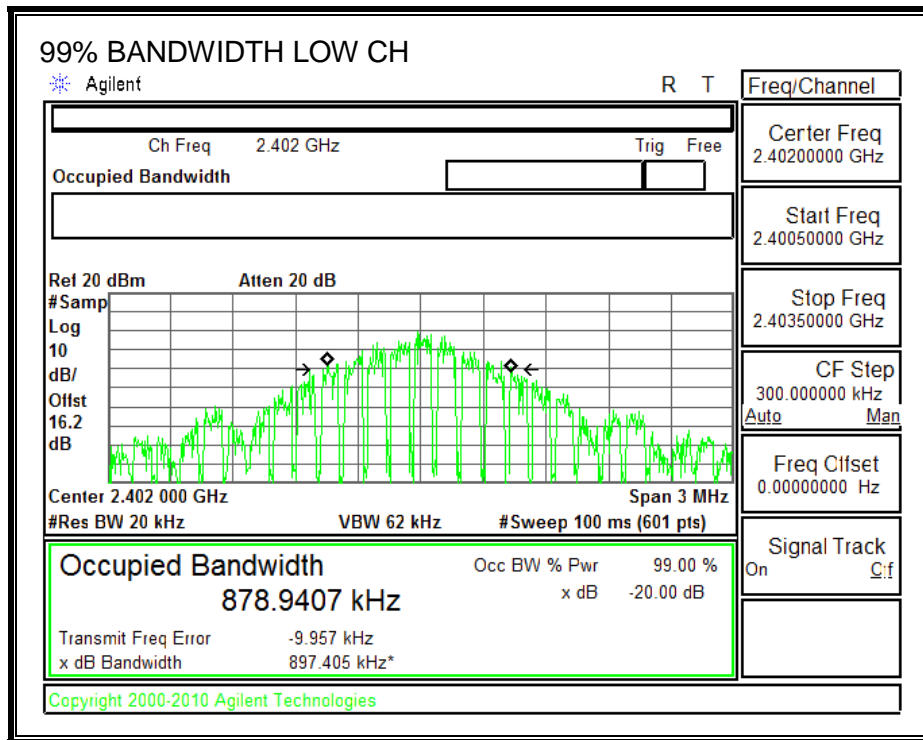 99% BANDWIDTH LOW CH
Agilent R T
Ch Freq 2.402 GHz Trig Free
Occupied Bandwidth
Ref 20 dBm Atten 20 dB
#Samp
Log
10
dB/
Offst
16.2
dB
Center 2.402 000 GHz Span 3 MHz
#Res BW 20 kHz VBW 62 kHz #Sweep 100 ms (601 pts)
Occupied Bandwidth
878.9407 kHz
Occ BW % Pwr 99.00 %
x dB -20.00 dB
Transmit Freq Error -9.957 kHz
x dB Bandwidth 897.405 kHz*
Copyright 2000-2010 Agilent Technologies
Freq/Channel
Center Freq
2.40200000 GHz
Start Freq
2.40050000 GHz
Stop Freq
2.40350000 GHz
CF Step
300.000000 kHz
Auto Man
Freq Offset
0.00000000 Hz
Signal Track
On Off